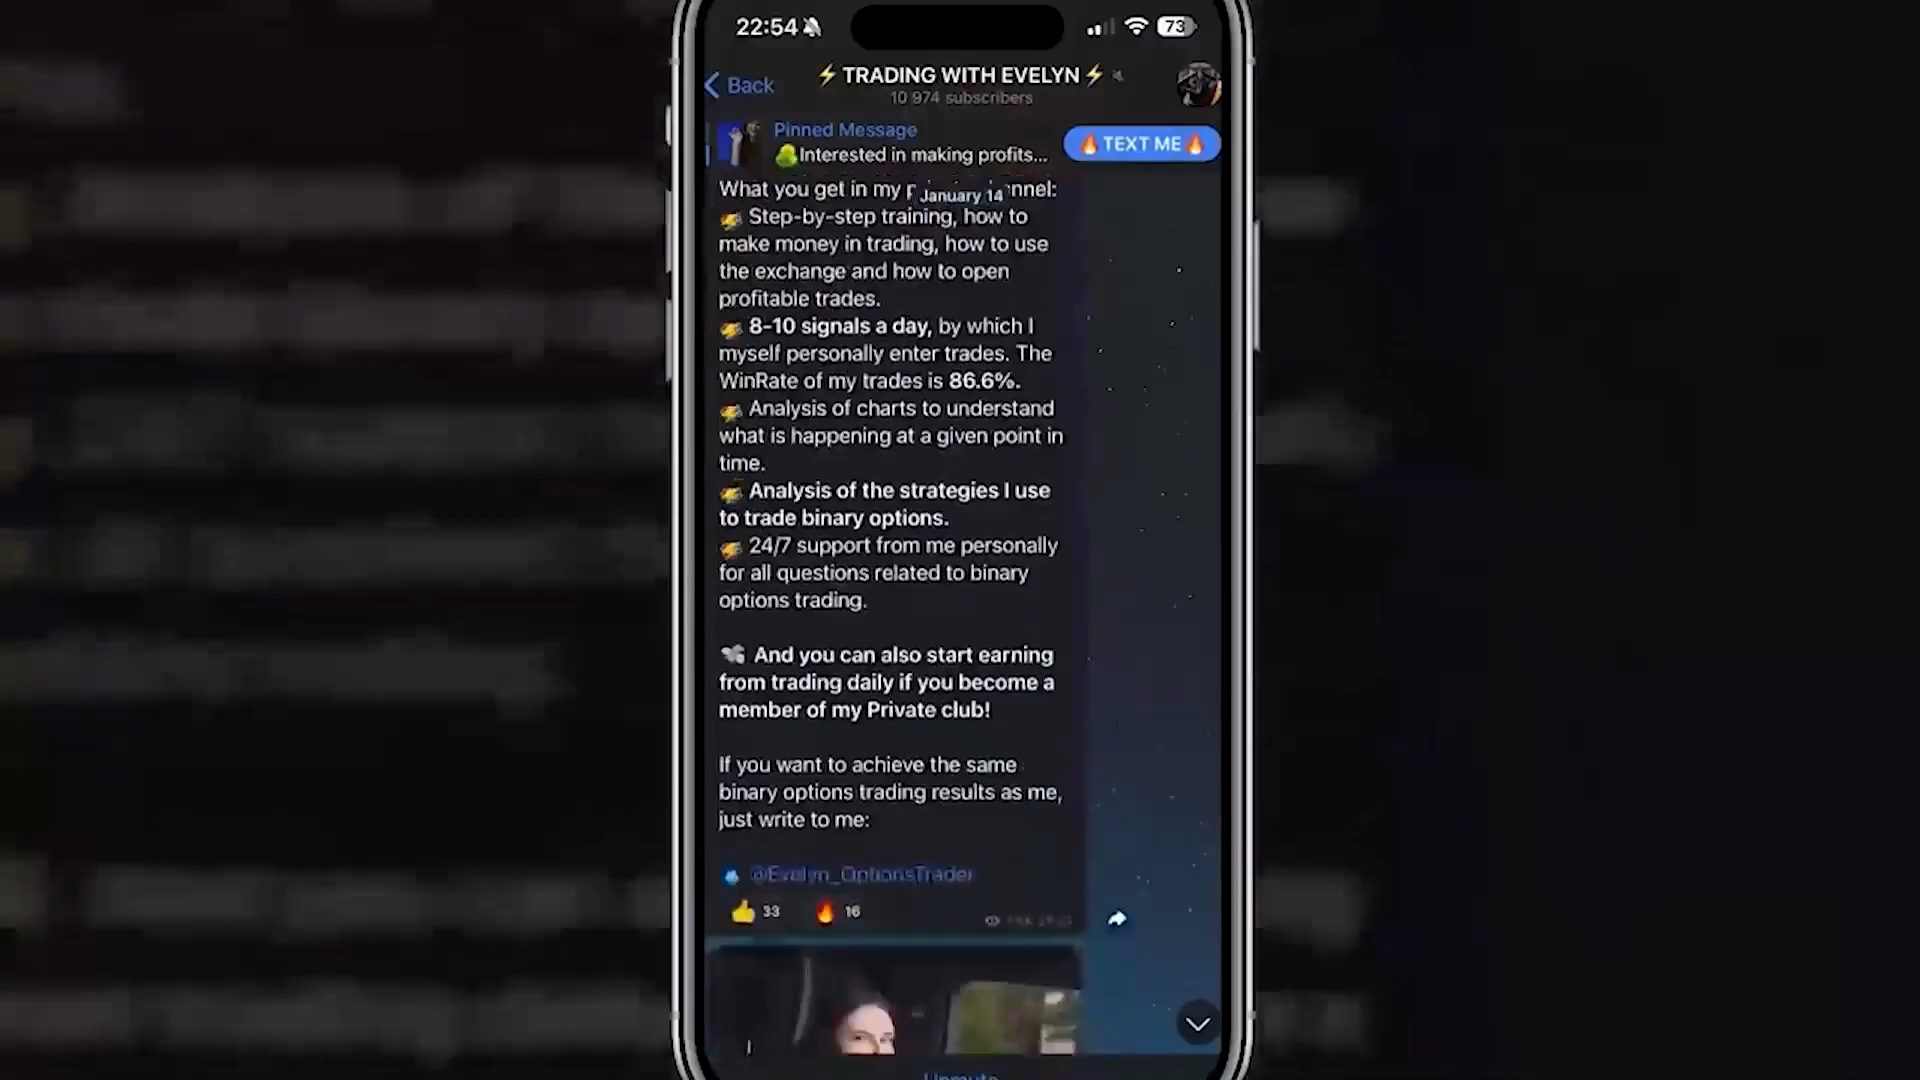 22:54
73
Back
⚡ TRADING WITH EVELYN ⚡
10 974 subscribers
Pinned Message
Interested in making profits...
🔥TEXT ME🔥
January 14
What you get in my
Step-by-step training, how to
make money in trading, how to use
the exchange and how to open
profitable trades.
8-10 signals a day, by which I
myself personally enter trades. The
WinRate of my trades is 86.6%.
Analysis of charts to understand
what is happening at a given point in
time.
Analysis of the strategies I use
to trade binary options.
24/7 support from me personally
for all questions related to binary
options trading.
And you can also start earning
from trading daily if you become a
member of my Private club!
If you want to achieve the same
binary options trading results as me,
just write to me:
@Evelyn_OptionsTrader
👍 33 🔥 16
Unmute